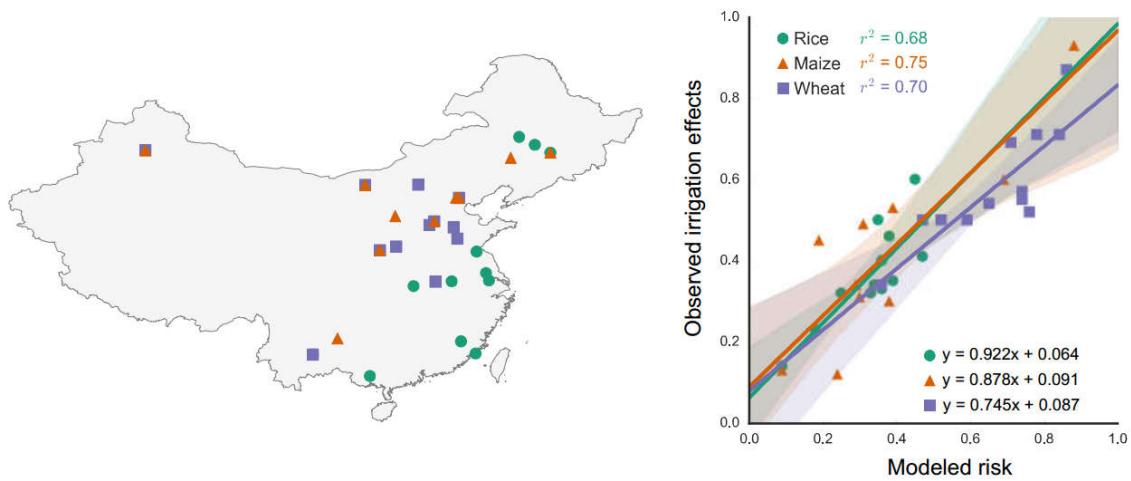 1.0
0.8
0.6
0.4
0.2
0.0
Observed irrigation effects
Rice r² = 0.68
Maize r² = 0.75
Wheat r² = 0.70
y = 0.922x + 0.064
y = 0.878x + 0.091
y = 0.745x + 0.087
0.0 0.2 0.4 0.6 0.8 1.0
Modeled risk